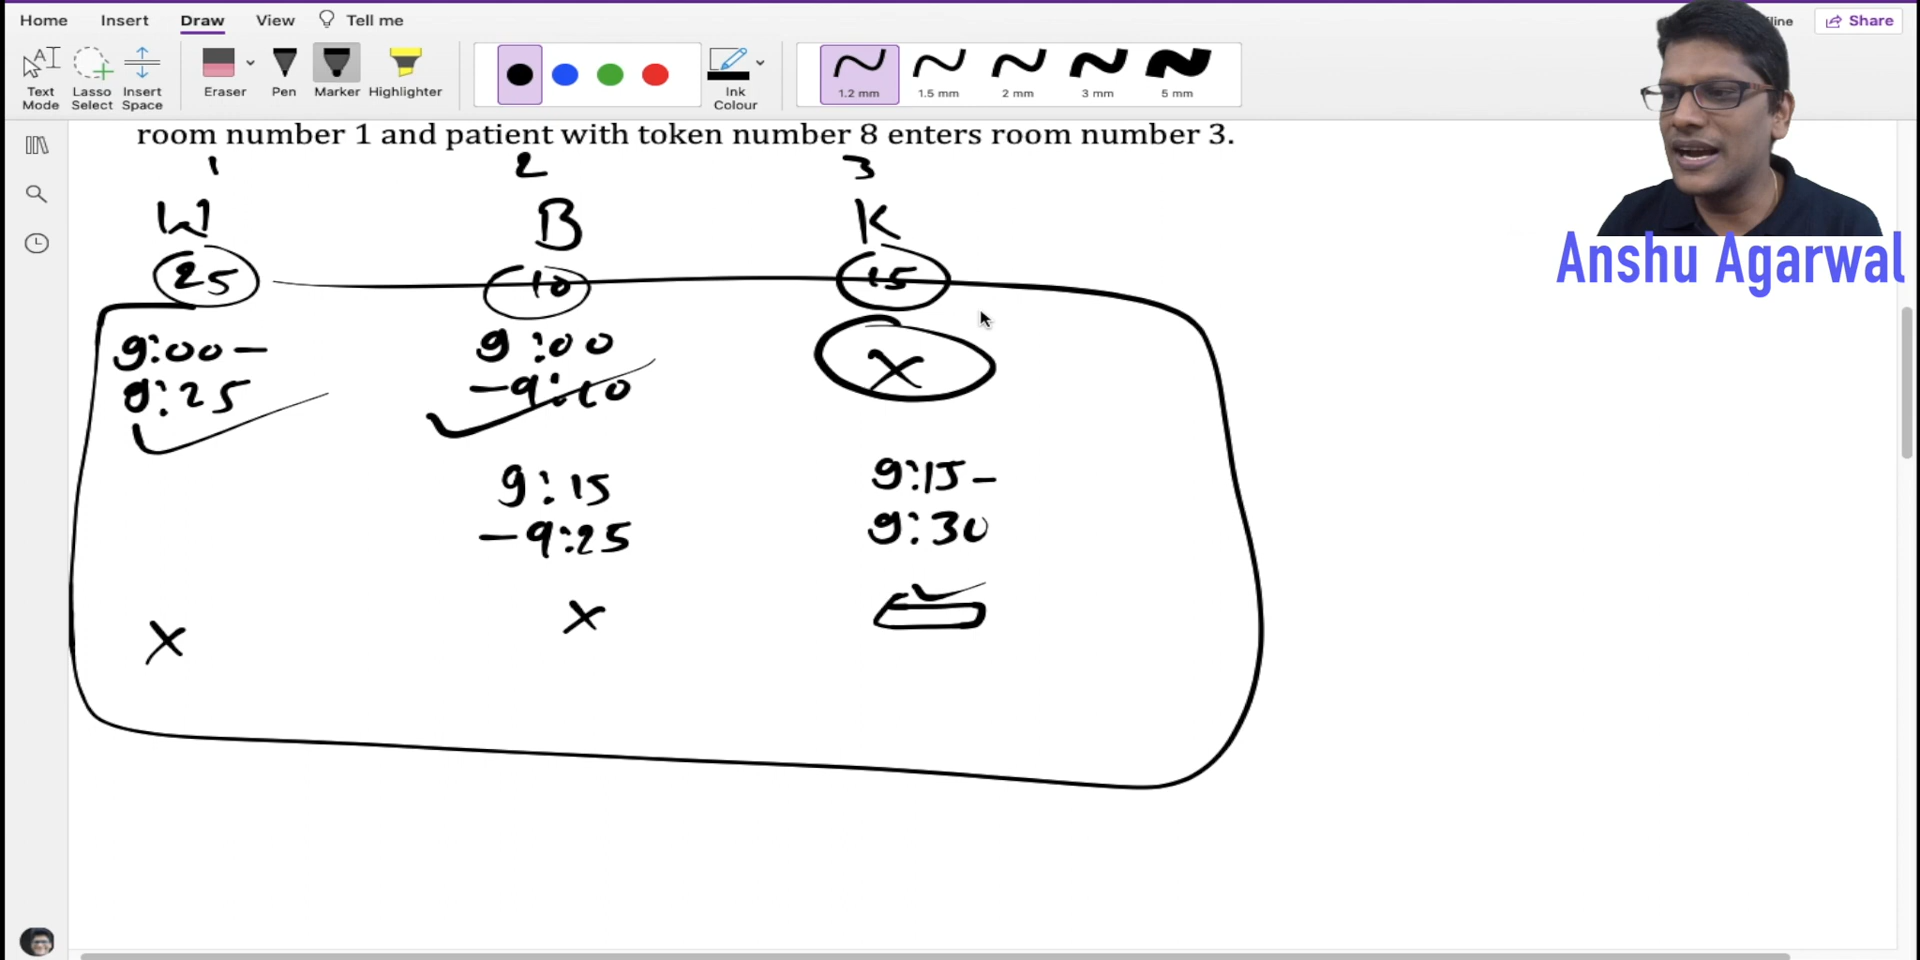 Home Insert Draw View Tell me
Share
Text Mode
Lasso Select
Insert Space
Eraser
Pen
Marker
Highlighter
Ink Colour
1.2 mm
1.5 mm
2 mm
3 mm
5 mm
room number 1 and patient with token number 8 enters room number 3.
1 2 3
W B K
25 10 15
9:00 –
9:25
9:00
– 9:10
X
9:15
– 9:25
9:15 –
9:30
X X
Anshu Agarwal